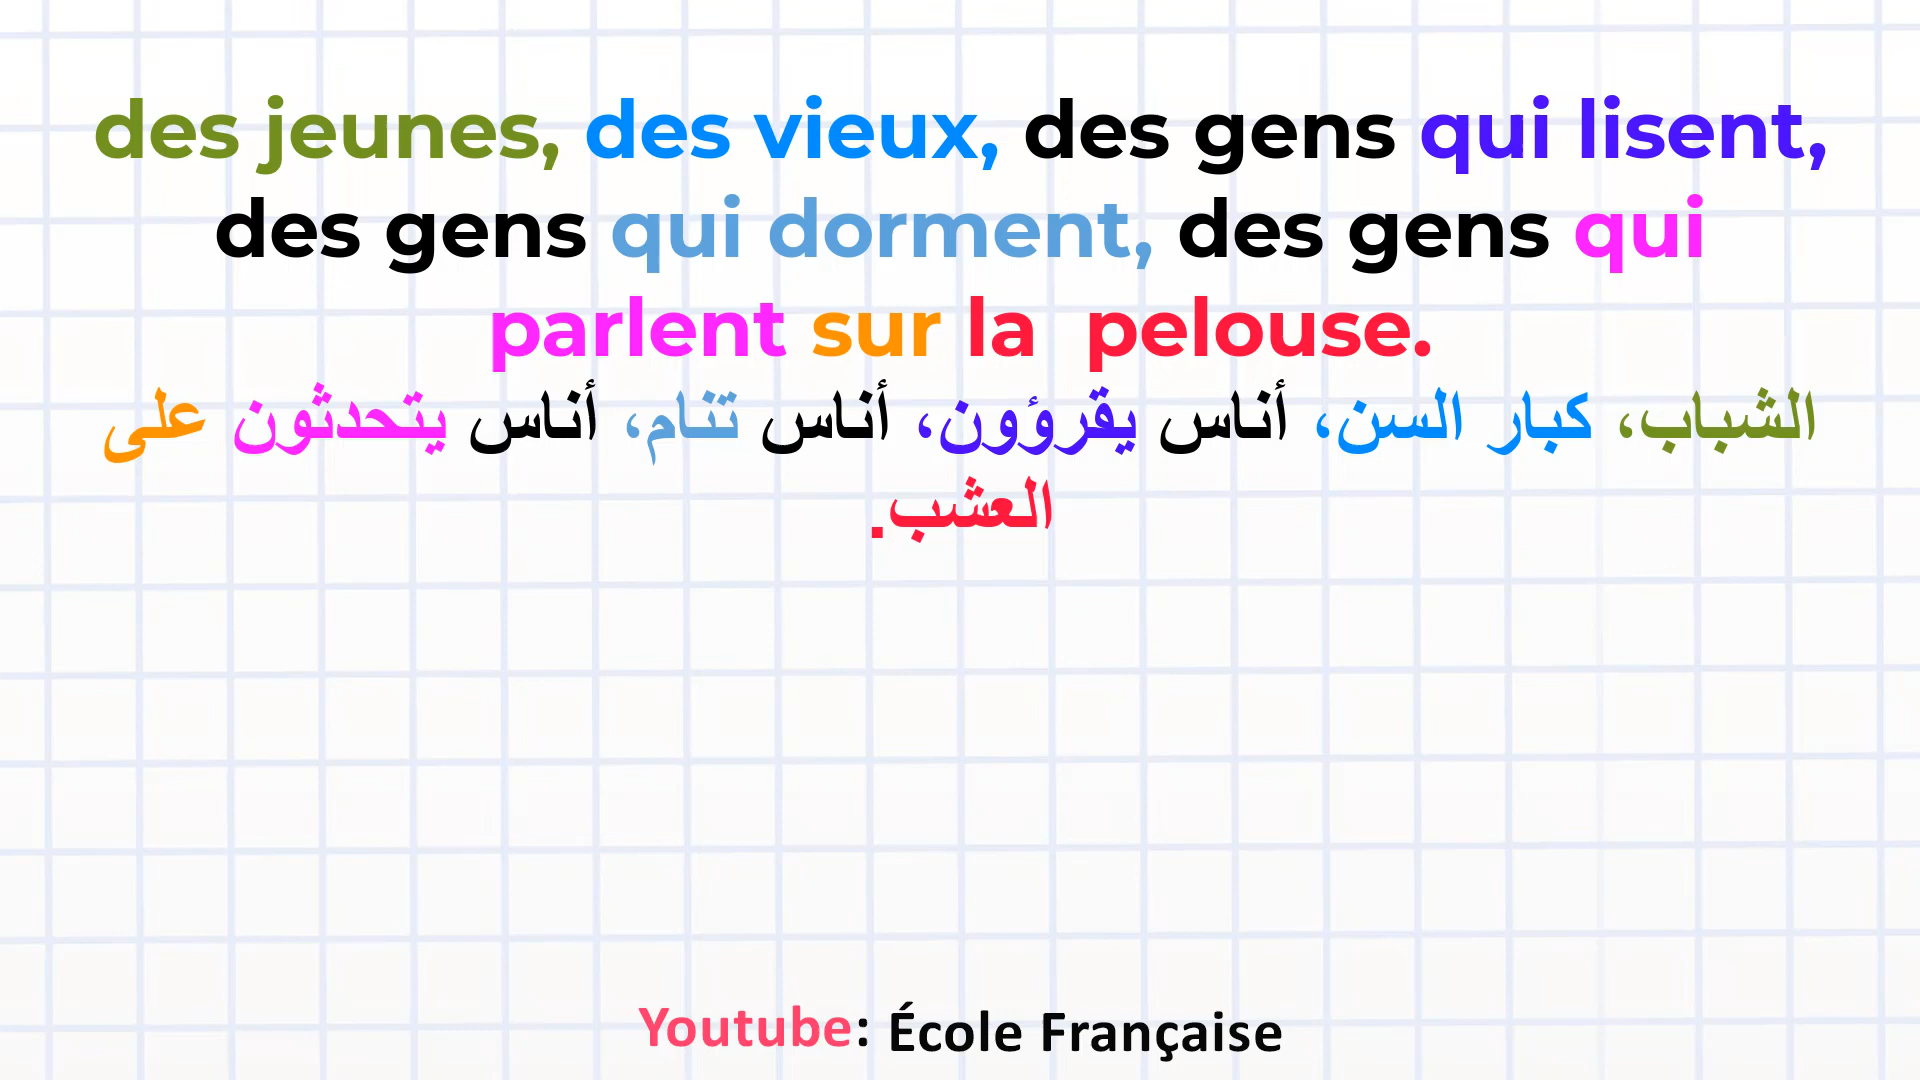 des jeunes, des vieux, des gens qui lisent,
des gens qui dorment, des gens qui
parlent sur la  pelouse.
الشباب، كبار السن، أناس يقرؤون، أناس تنام، أناس يتحدثون على
العشب.
Youtube: École Française